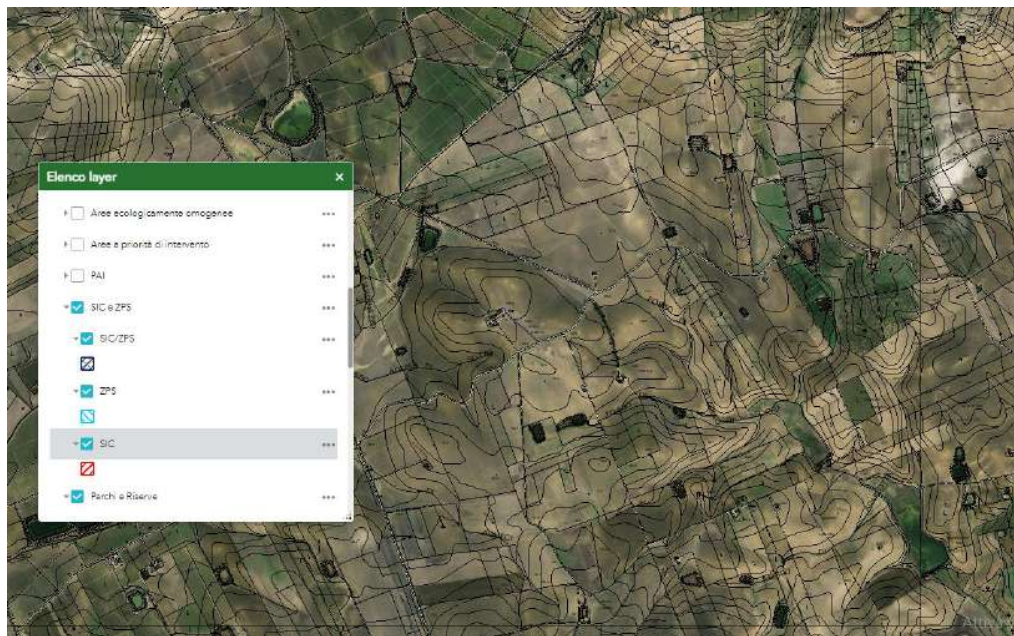 Elenco layer
Aree ecologicamente omogenee
Aree a priorità di intervento
PAI
SIC e ZPS
SIC/ZPS
ZPS
SIC
Parchi e Riserve